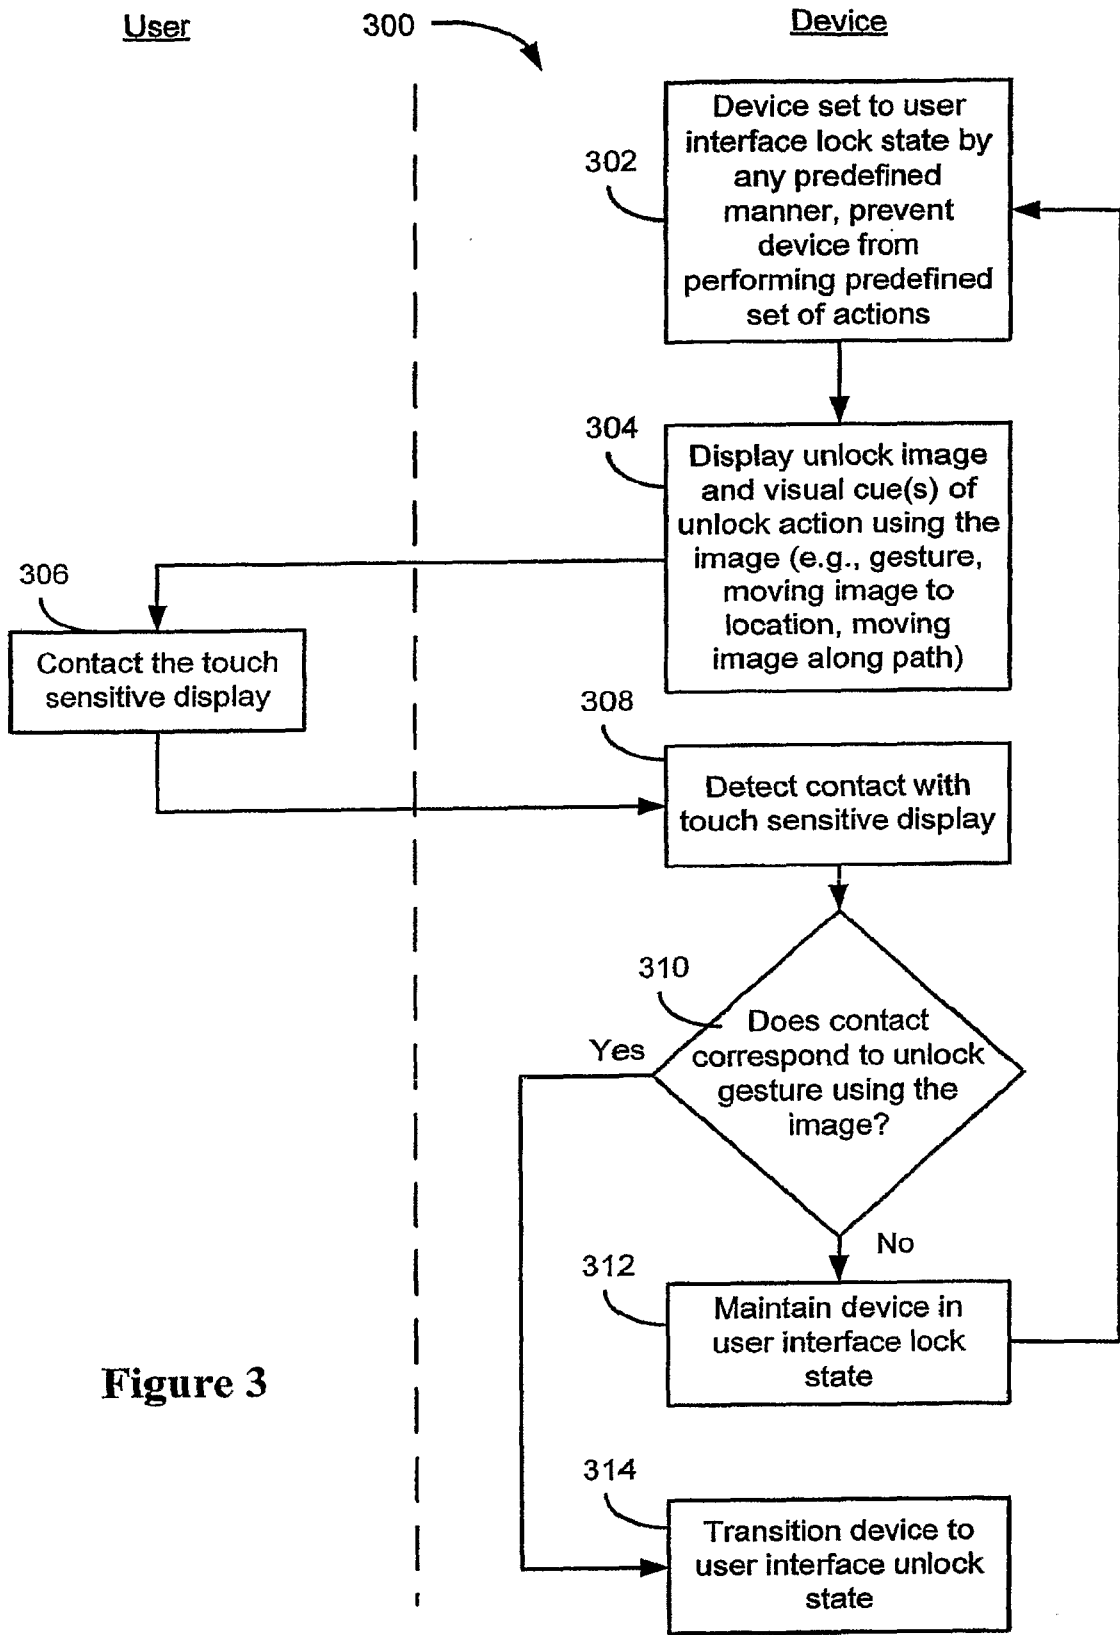 User
300
Device
302
Device set to user
interface lock state by
any predefined
manner, prevent
device from
performing predefined
set of actions
304
Display unlock image
and visual cue(s) of
unlock action using the
image (e.g., gesture,
moving image to
location, moving
image along path)
306
Contact the touch
sensitive display
308
Detect contact with
touch sensitive display
310
Does contact
correspond to unlock
gesture using the
image?
Yes
No
312
Maintain device in
user interface lock
state
Figure 3
314
Transition device to
user interface unlock
state